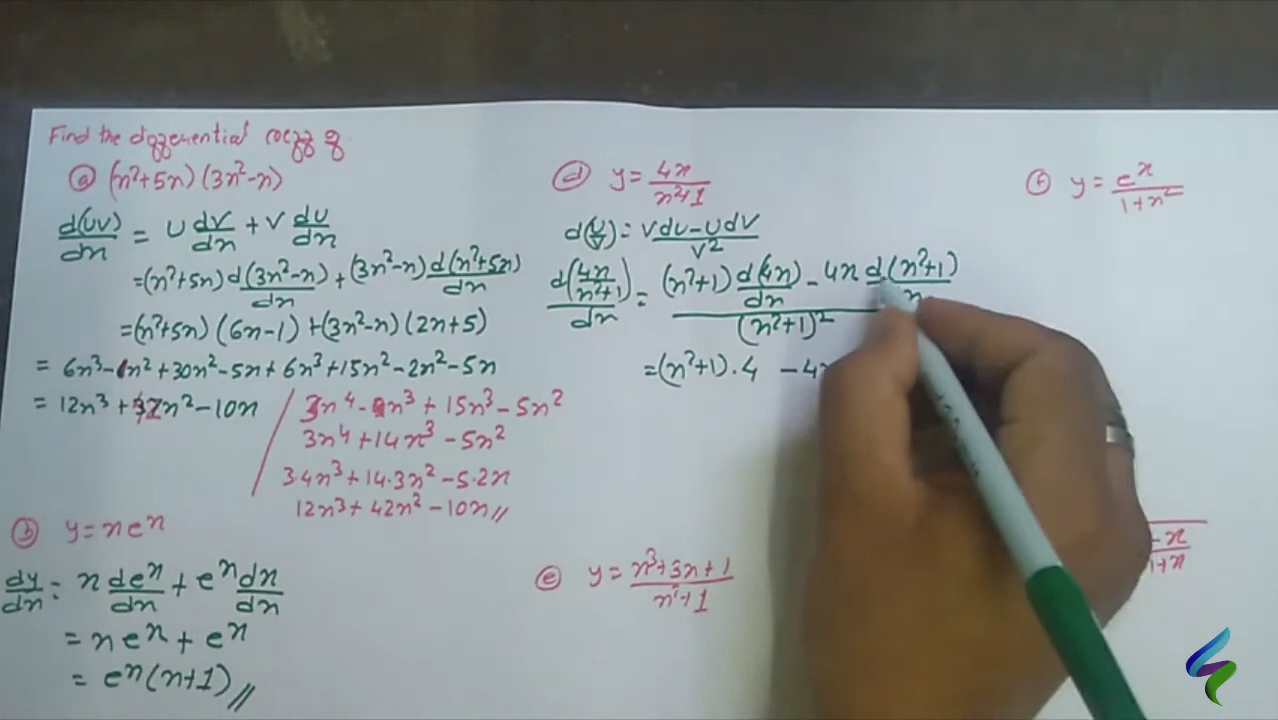 Find the differential coeff of
(a) (x²+5x)(3x²-x)
d(UV)/dx = U dV/dx + V dU/dx
=(x²+5x) d(3x²-x)/dx + (3x²-x) d(x²+5x)/dx
=(x²+5x)(6x-1)+(3x²-x)(2x+5)
= 6x³-x²+30x²-5x+6x³+15x²-2x²-5x
= 12x³+ x²-10x
3x⁴- x³+15x³-5x²
3x⁴+14x³-5x²
3.4x³+14.3x²-5.2x
12x³+42x²-10x//
(b) y=xeˣ
dy/dx = x deˣ/dx + eˣ dx/dx
= xeˣ+eˣ
= eˣ(x+1)//
(d) y= 4x/x²+1
d(U/V) = VdU-UdV/V²
d(4x/x²+1)/dx = (x²+1) d(4x)/dx - 4x d(x²+1)/ x
(x²+1)²
=(x²+1).4 -4x
(e) y= x³+3x+1/x²+1
(f) y= eˣ/1+x²
-x
1+x